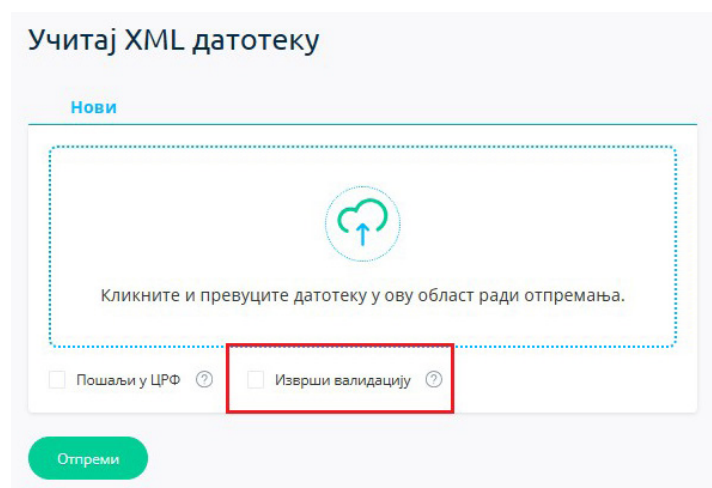 Учитај XML датотеку
Нови
Кликните и превуците датотеку у ову област ради отпремања.
Пошаљи у ЦРФ ? Изврши валидацију ?
Отпреми